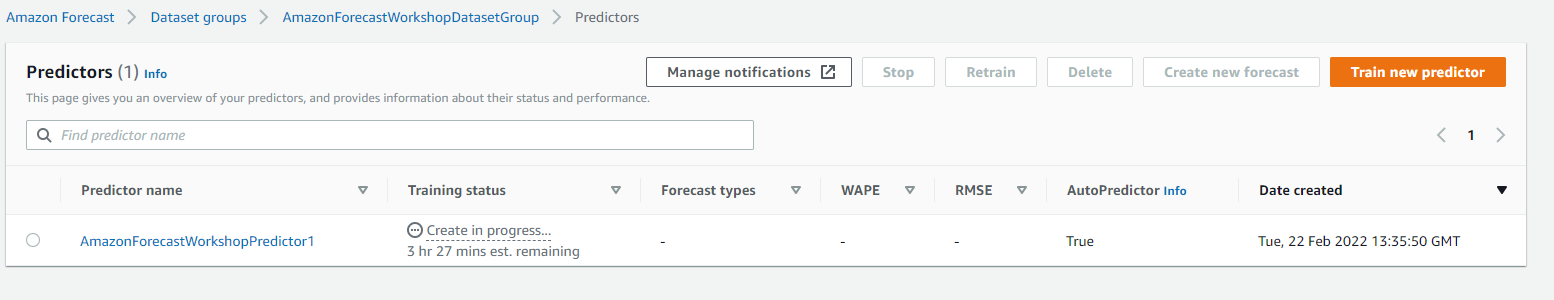 Amazon Forecast > Dataset groups > AmazonForecastWorkshopDatasetGroup > Predictors
Predictors (1) Info
Manage notifications Stop Retrain Delete Create new forecast Train new predictor
This page gives you an overview of your predictors, and provides information about their status and performance.
Find predictor name
1
Predictor name Training status Forecast types WAPE RMSE AutoPredictor Info Date created
AmazonForecastWorkshopPredictor1 Create in progress... - - - True Tue, 22 Feb 2022 13:35:50 GMT
3 hr 27 mins est. remaining